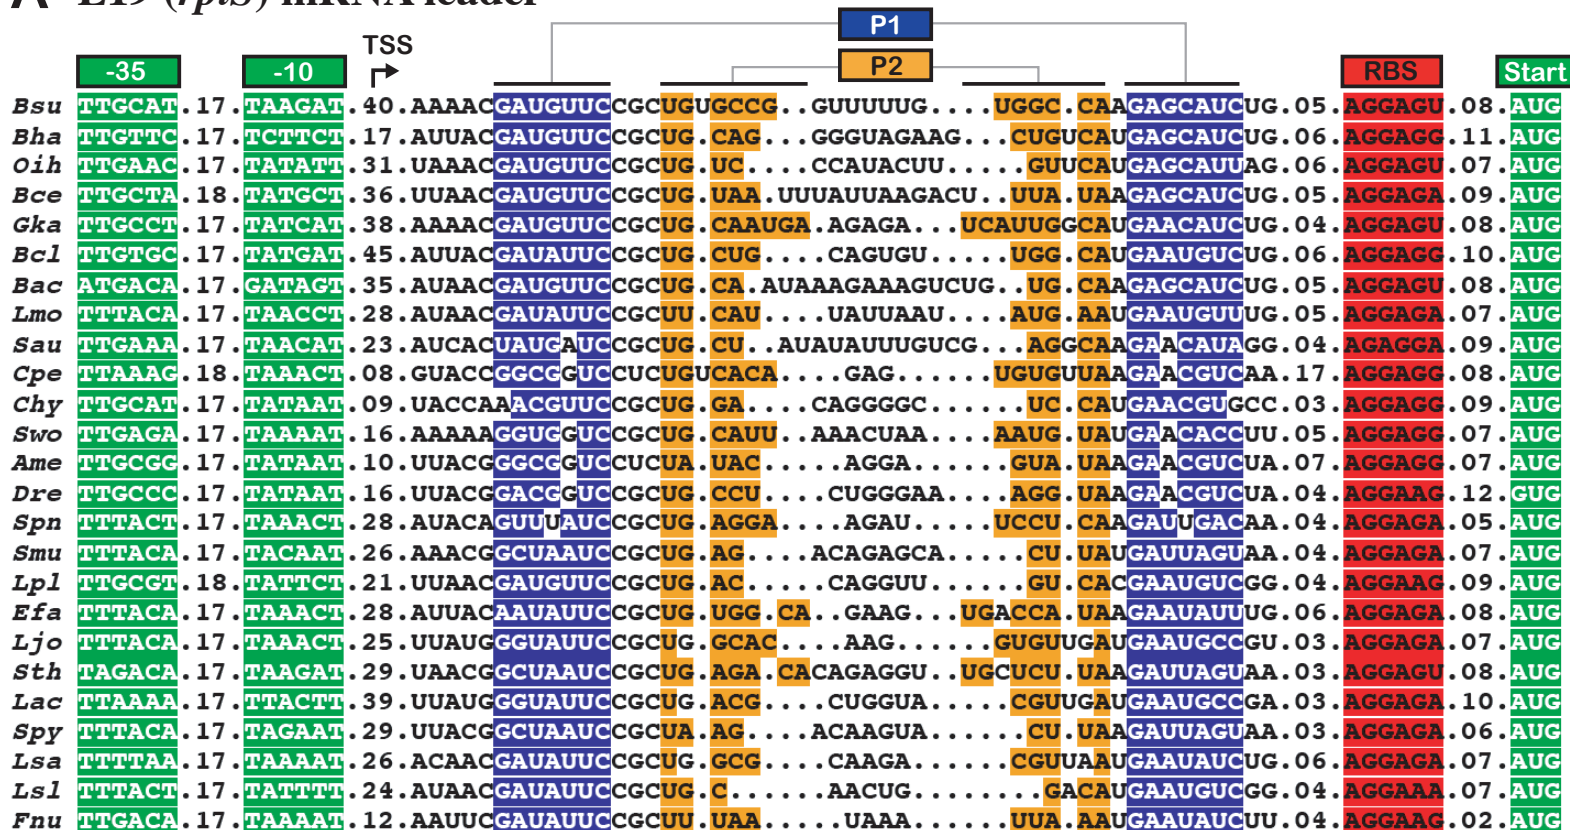 P1
TSS
P2
-35 -10 RBS Start
Bsu TTGCAT.17.TAAGAT.40.AAAACGAUGUUCCGCUGUGCCG..GUUUUUG....UGGC.CAAGAGCAUCUG.05.AGGAGU.08.AUG
Bha TTGTTC.17.TCTTCT.17.AUUACGAUGUUCCGCUG.CAG...GGGUAGAAG...CUGUCAUGAGCAUCUG.06.AGGAGG.11.AUG
Oih TTGAAC.17.TATATT.31.UAAACGAUGUUCCGCUG.UC....CCAUACUU.....GUUCAUGAGCAUUAG.06.AGGAGU.07.AUG
Bce TTGCTA.18.TATGCT.36.UUAACGAUGUUCCGCUG.UAA.UUUAUUAAGACU..UUA.UAAGAGCAUCUG.05.AGGAGA.09.AUG
Gka TTGCCT.17.TATCAT.38.AAAACGAUGUUCCGCUG.CAAUGA.AGAGA...UCAUUGGCAUGAACAUCUG.04.AGGAGU.08.AUG
Bcl TTGTGC.17.TATGAT.45.AUUACGAUAUUCCGCUG.CUG....CAGUGU.....UGG.CAUGAAUGUCUG.06.AGGAGG.10.AUG
Bac ATGACA.17.GATAGT.35.AUAACGAUGUUCCGCUG.CA.AUAAAGAAAGUCUG..UG.CAAGAGCAUCUG.05.AGGAGU.08.AUG
Lmo TTTACA.17.TAACCT.28.AUAACGAUAUUCCGCUU.CAU....UAUUAAU....AUG.AAUGAAUGUUUG.05.AGGAGA.07.AUG
Sau TTGAAA.17.TAACAT.23.AUCACUAUGAUCCGCUG.CU..AUAUAUUUGUCG...AGGCAAGAACAUAGG.04.AGAGGA.09.AUG
Cpe TTAAAG.18.TAAACT.08.GUACCGGCGGUCCUCUGUCACA....GAG......UGUGUUAAGAACGUCAA.17.AGGAGG.08.AUG
Chy TTGCAT.17.TATAAT.09.UACCAAACGUUCCGCUG.GA....CAGGGGC......UC.CAUGAACGUGCC.03.AGGAGG.09.AUG
Swo TTGAGA.17.TAAAAT.16.AAAAAGGUGGUCCGCUG.CAUU..AAACUAA....AAUG.UAUGAACACCUU.05.AGGAGG.07.AUG
Ame TTGCGG.17.TATAAT.10.UUACGGGCGGUCCUCUA.UAC.....AGGA......GUA.UAAGAACGUCUA.07.AGGAGG.07.AUG
Dre TTGCCC.17.TATAAT.16.UUACGGACGGUCCGCUG.CCU....CUGGGAA....AGG.UAAGAACGUCUA.04.AGGAAG.12.GUG
Spn TTTACT.17.TAAACT.28.AUACAGUUUAUCCGCUG.AGGA....AGAU.....UCCU.CAAGAUUGACAA.04.AGGAGA.05.AUG
Smu TTTACA.17.TACAAT.26.AAACGGCUAAUCCGCUG.AG....ACAGAGCA.....CU.UAUGAUUAGUAA.04.AGGAGA.07.AUG
Lpl TTGCGT.18.TATTCT.21.UUAACGAUGUUCCGCUG.AC.....CAGGUU......GU.CACGAAUGUCGG.04.AGGAAG.09.AUG
Efa TTTACA.17.TAAACT.28.AUUACAAUAUUCCGCUG.UGG.CA..GAAG...UGACCA.UAAGAAUAUUUG.06.AGGAGA.08.AUG
Ljo TTTACA.17.TAAACT.25.UUAUGGGUAUUCCGCUG.GCAC....AAG......GUGUUGAUGAAUGCCGU.03.AGGAGA.07.AUG
Sth TAGACA.17.TAAGAT.29.UAACGGCUAAUCCGCUG.AGA.CACAGAGGU..UGCUCU.UAAGAUUAGUAA.03.AGGAGU.08.AUG
Lac TTAAAA.17.TTACTT.39.UUAUGGGUAUUCCGCUG.ACG....CUGGUA.....CGUUGAUGAAUGCCGA.03.AGGAGA.10.AUG
Spy TTTACA.17.TAGAAT.29.UUACGGCUAAUCCGCUA.AG....ACAAGUA......CU.UAAGAUUAGUAA.03.AGGAGA.06.AUG
Lsa TTTTAA.17.TAAAAT.26.ACAACGAUAUUCCGCUG.GCG....CAAGA......CGUUAAUGAAUAUCUG.06.AGGAGA.07.AUG
Lsl TTTACT.17.TATTTT.24.AUAACGAUAUUCCGCUG.C......AACUG........GACAUGAAUGUCGG.04.AGGAAA.07.AUG
Fnu TTGACA.17.TAAAAT.12.AAUUCGAUAUUCCGCUU.UAA.....UAAA......UUA.AAUGAAUAUCUU.04.AGGAAG.02.AUG